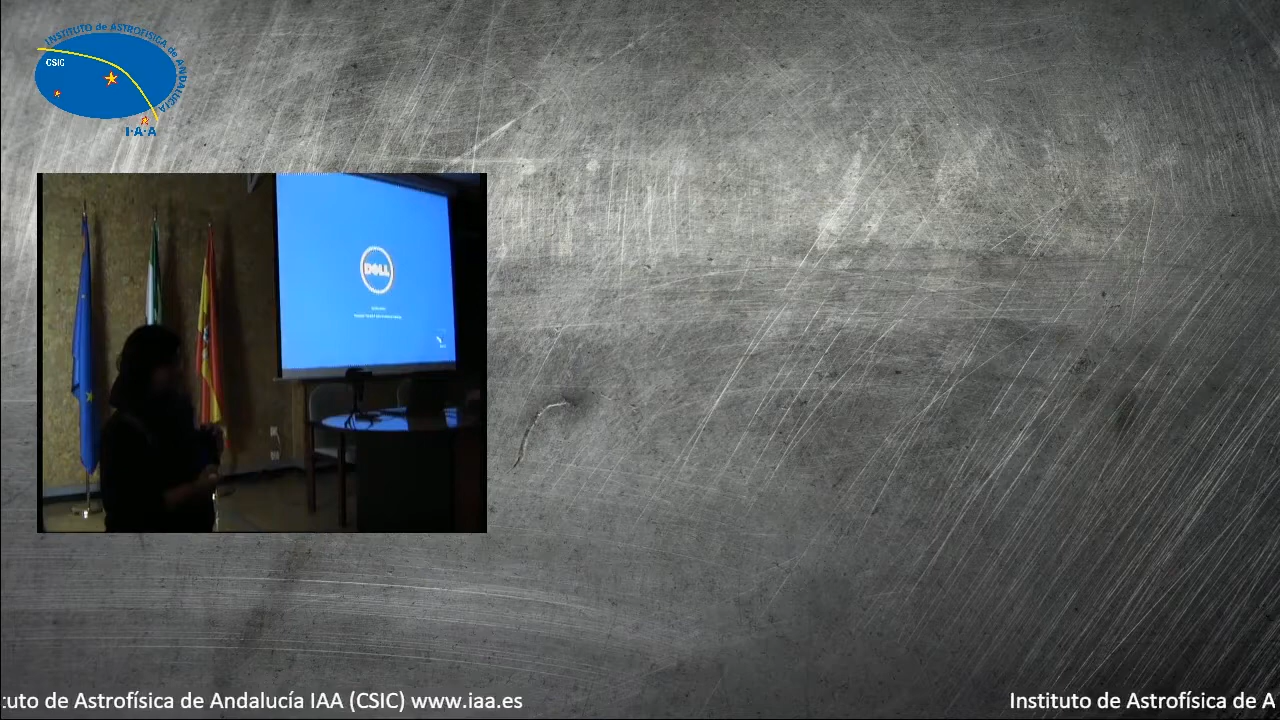 INSTITUTO de ASTROFÍSICA de ANDALUCÍA
CSIC
I·A·A
DELL
tuto de Astrofísica de Andalucía IAA (CSIC) www.iaa.es
Instituto de Astrofísica de A